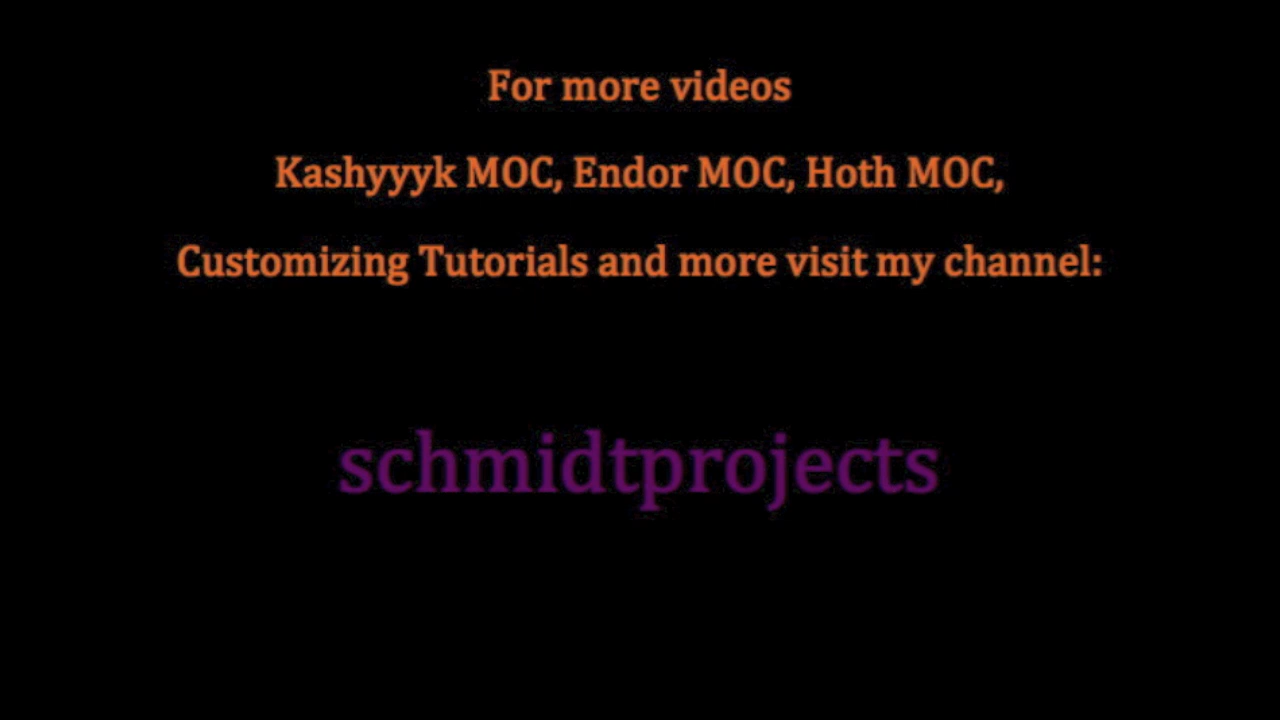 For more videos
Kashyyyk MOC, Endor MOC, Hoth MOC,
Customizing Tutorials and more visit my channel:
schmidtprojects